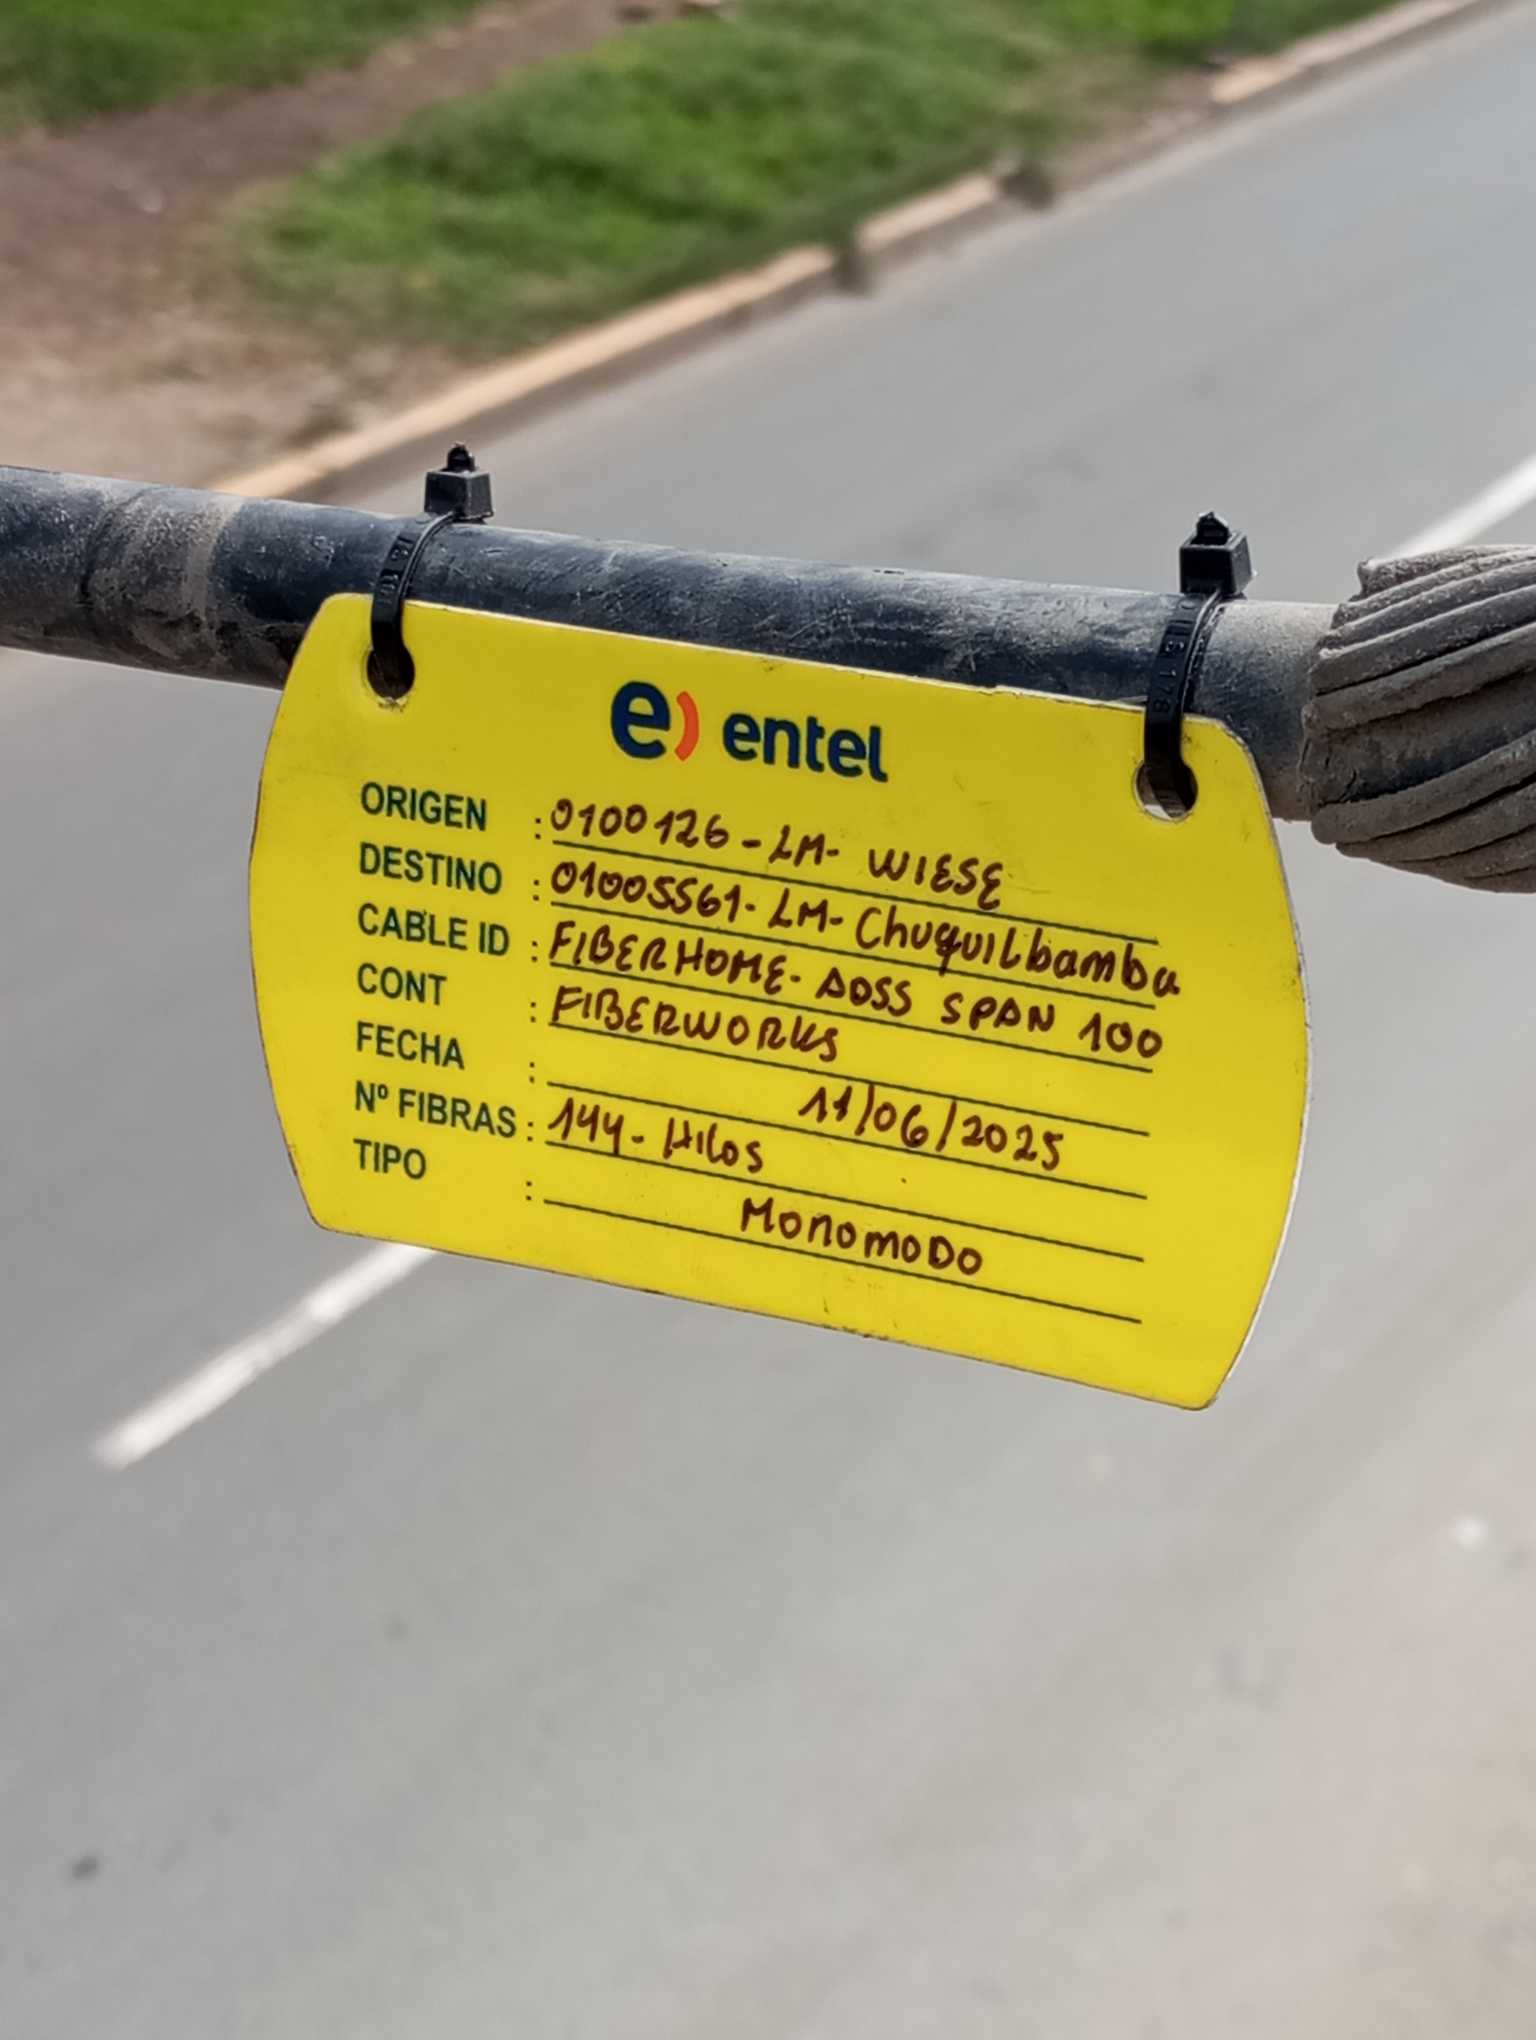 e) entel
ORIGEN : 0100126 - LM - WIESE
DESTINO : 01005561 - LM - Chuquilbamba
CABLE ID : FIBERHOME - ADSS SPAN 100
CONT : FIBERWORKS
FECHA : 11/06/2025
Nº FIBRAS : 144 - Hilos
TIPO : MONOMODO